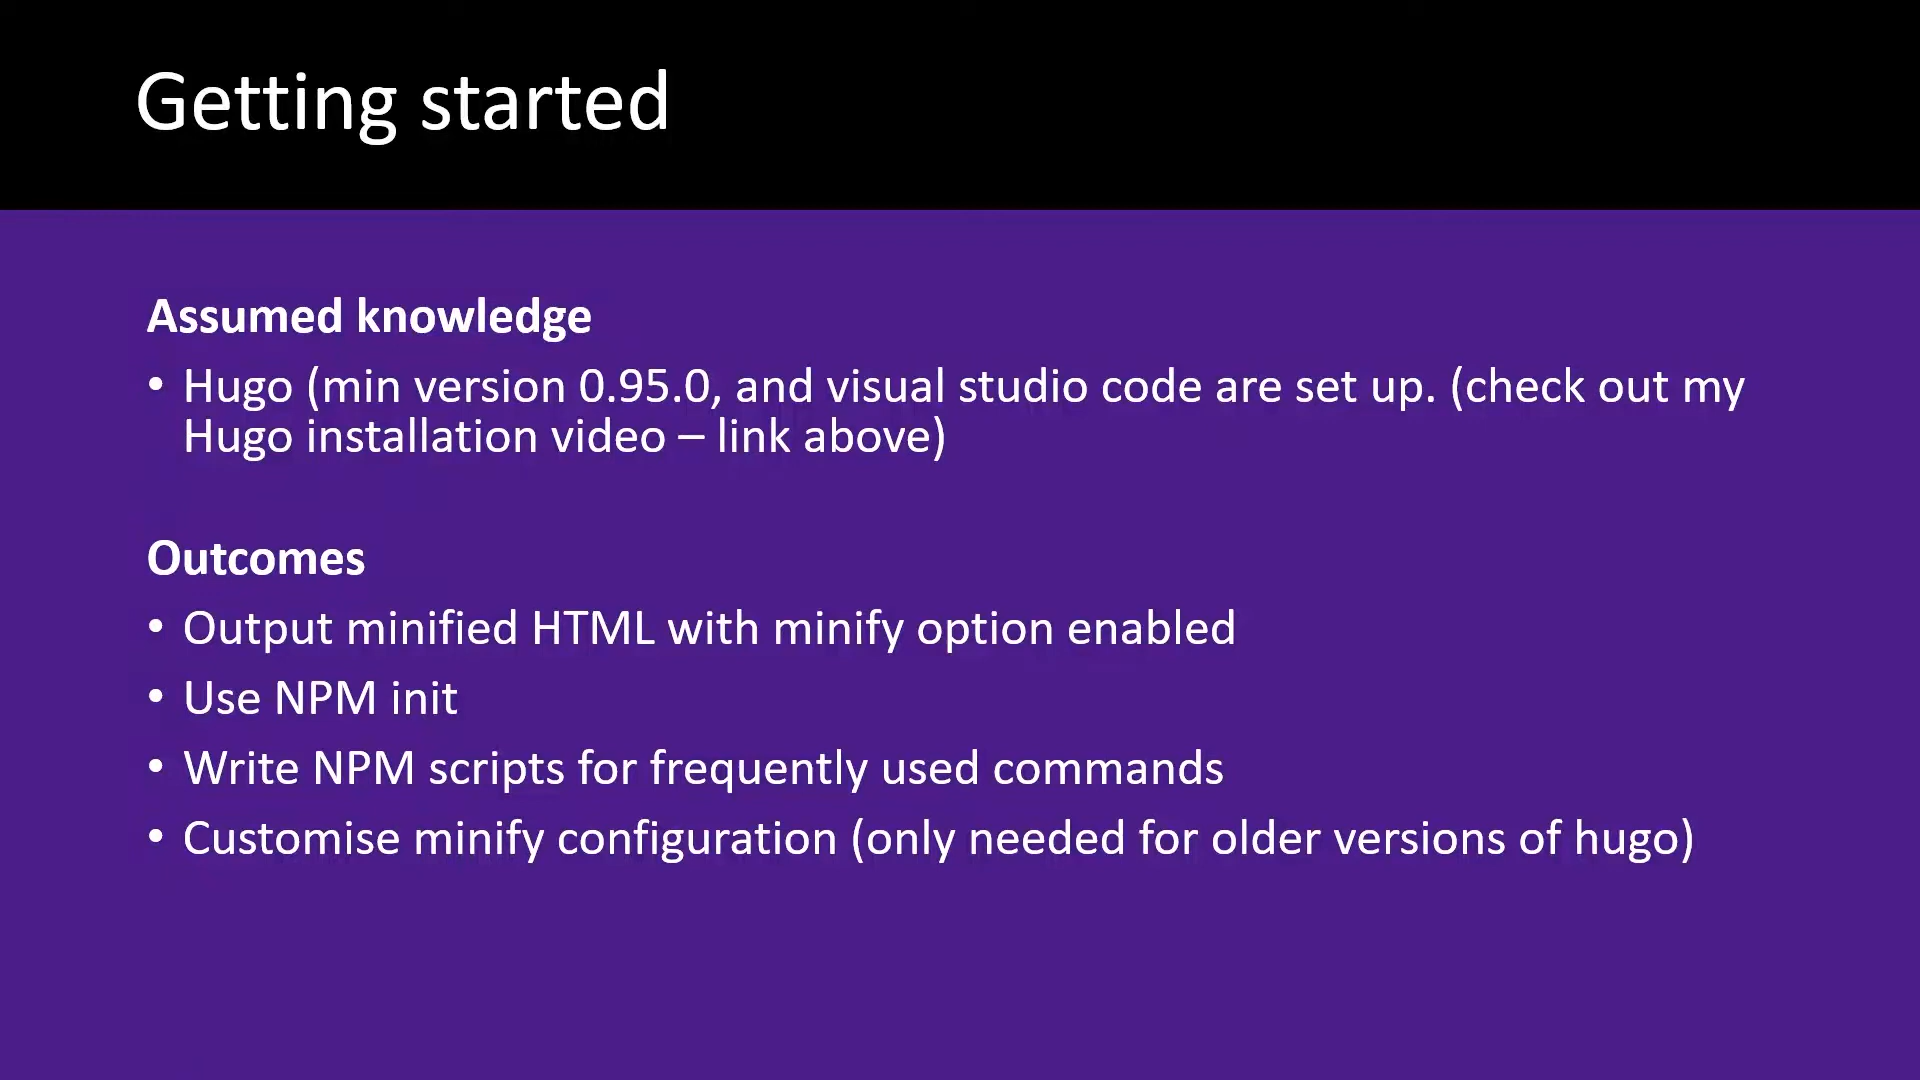 Getting started
Assumed knowledge
• Hugo (min version 0.95.0, and visual studio code are set up. (check out my
Hugo installation video – link above)
Outcomes
• Output minified HTML with minify option enabled
• Use NPM init
• Write NPM scripts for frequently used commands
• Customise minify configuration (only needed for older versions of hugo)